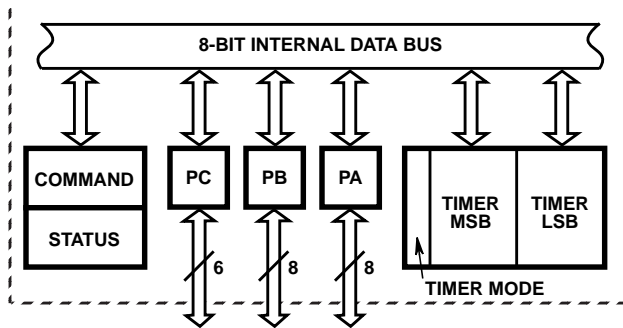 8-BIT INTERNAL DATA BUS
COMMAND
STATUS
PC
PB
PA
TIMER
MSB
TIMER
LSB
6
8
8
TIMER MODE